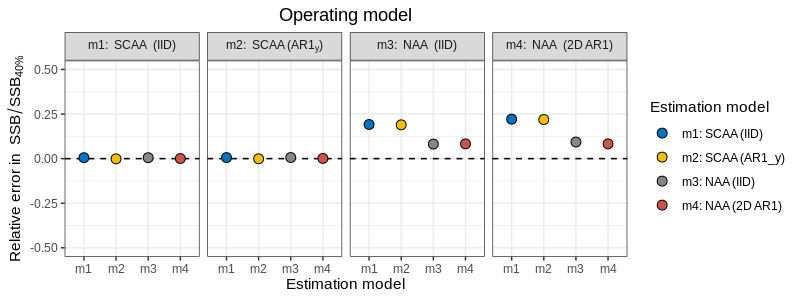 Operating model
m1: SCAA (IID)
m2: SCAA (AR1y)
m3: NAA (IID)
m4: NAA (2D AR1)
Relative error in SSB/SSB40%
0.50
0.25
0.00
-0.25
-0.50
m1 m2 m3 m4
m1 m2 m3 m4
m1 m2 m3 m4
m1 m2 m3 m4
Estimation model
Estimation model
m1: SCAA (IID)
m2: SCAA (AR1_y)
m3: NAA (IID)
m4: NAA (2D AR1)